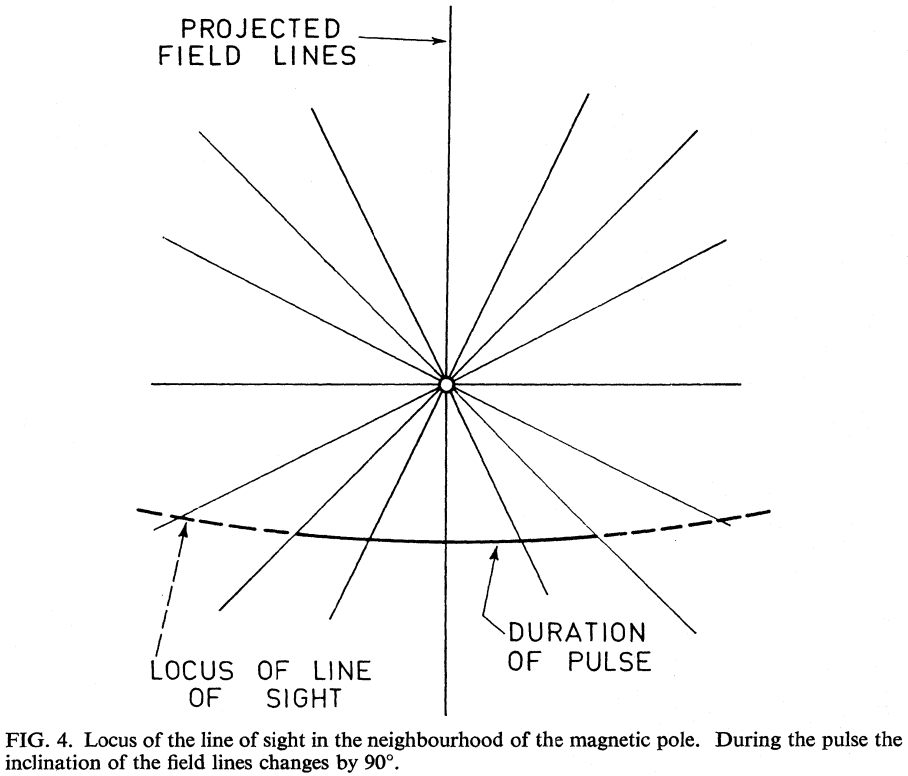 PROJECTED
FIELD LINES
LOCUS OF LINE
OF SIGHT
DURATION
OF PULSE
FIG. 4. Locus of the line of sight in the neighbourhood of the magnetic pole. During the pulse the
inclination of the field lines changes by 90°.